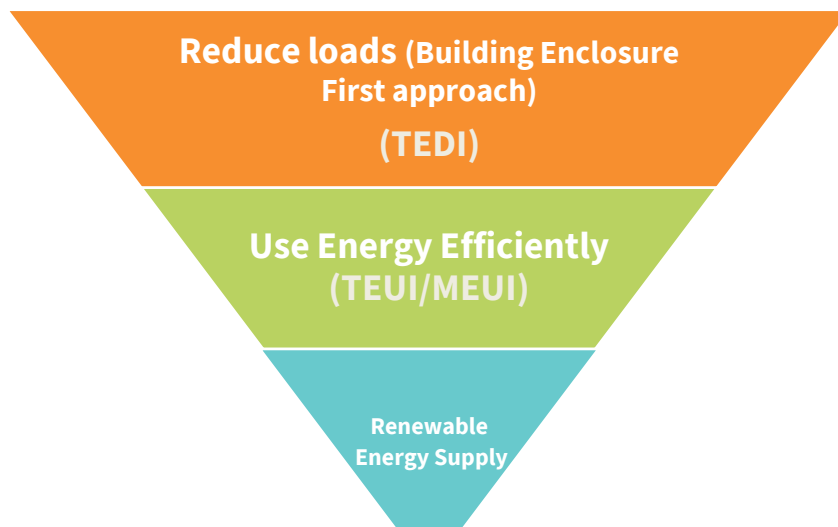 Reduce loads (Building Enclosure
First approach)
(TEDI)
Use Energy Efficiently
(TEUI/MEUI)
Renewable
Energy Supply